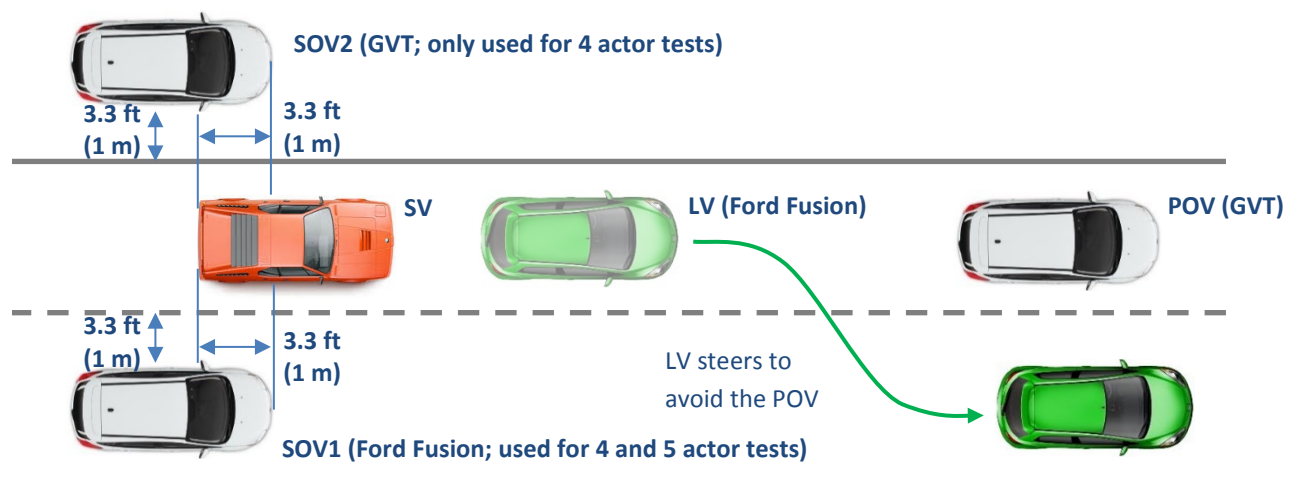 SOV2 (GVT; only used for 4 actor tests)
3.3 ft
(1 m)
3.3 ft
(1 m)
SV
LV (Ford Fusion)
POV (GVT)
3.3 ft
(1 m)
3.3 ft
(1 m)
LV steers to
avoid the POV
SOV1 (Ford Fusion; used for 4 and 5 actor tests)